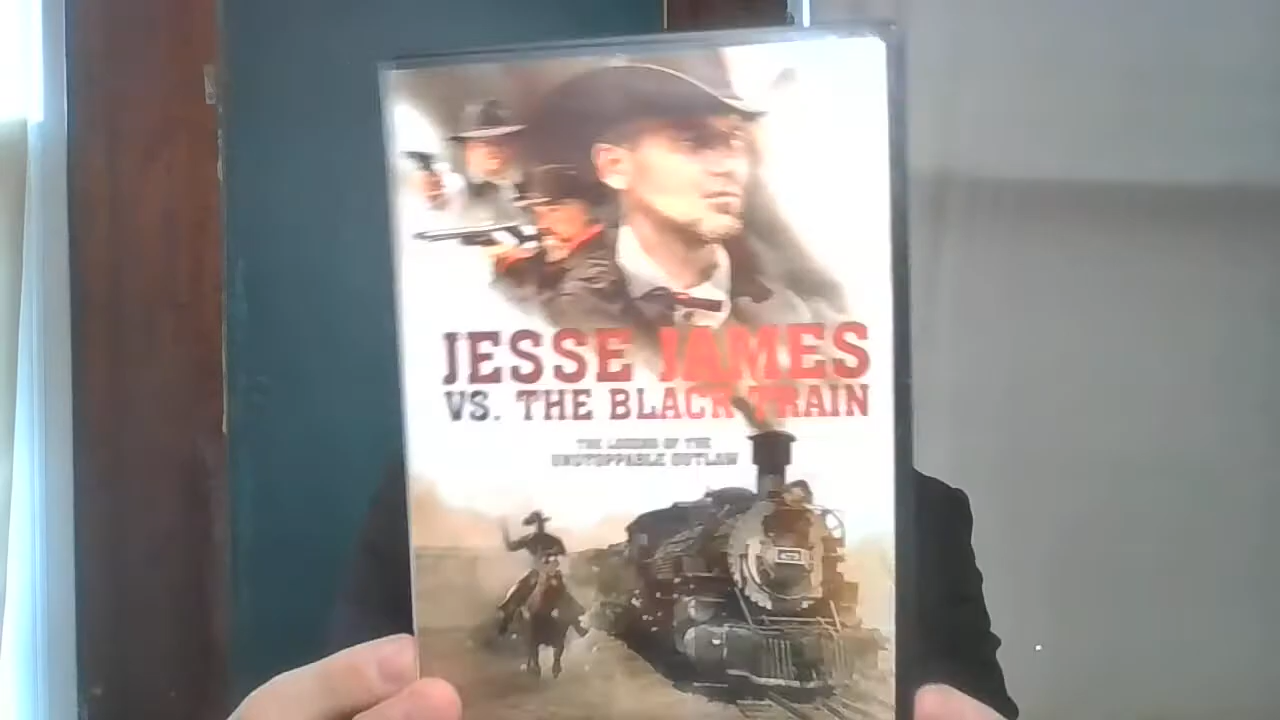 JESSE JAMES
VS. THE BLACK TRAIN
THE LEGEND OF THE
UNSTOPPABLE OUTLAW